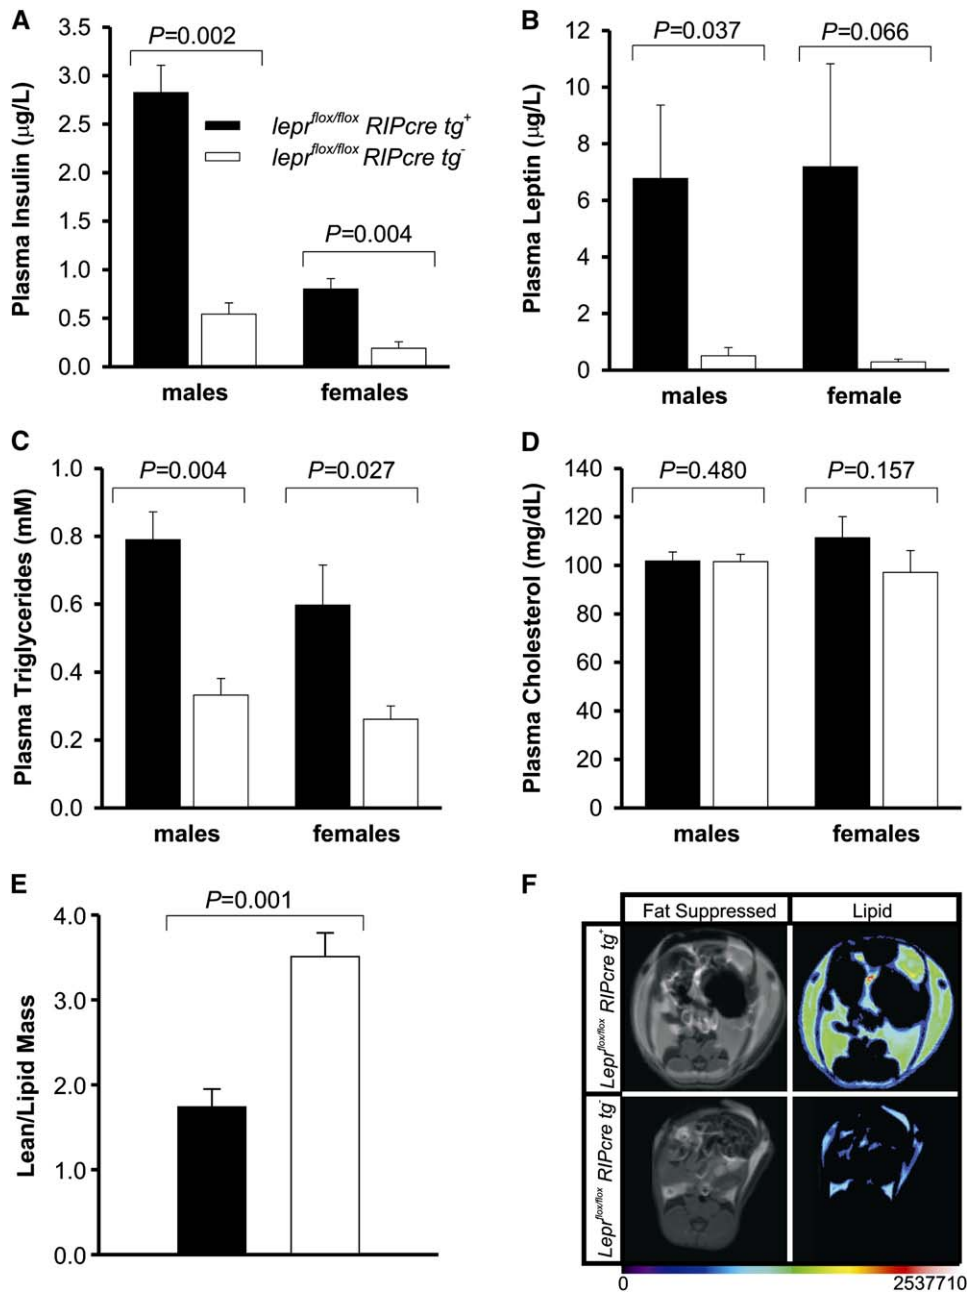 A
3.5
3.0
2.5
2.0
1.5
1.0
0.5
0.0
Plasma Insulin (μg/L)
P=0.002
lepr^flox/flox RIPcre tg^+
lepr^flox/flox RIPcre tg^-
P=0.004
males
females
B
12
10
8
6
4
2
0
Plasma Leptin (μg/L)
P=0.037
P=0.066
males
female
C
1.0
0.8
0.6
0.4
0.2
0.0
Plasma Triglycerides (mM)
P=0.004
P=0.027
males
females
D
140
120
100
80
60
40
20
0
Plasma Cholesterol (mg/dL)
P=0.480
P=0.157
males
females
E
4.0
3.0
2.0
1.0
0.0
Lean/Lipid Mass
P=0.001
F
Fat Suppressed
Lipid
Lepr^flox/flox RIPcre tg^+
Lepr^flox/flox RIPcre tg^-
0
2537710